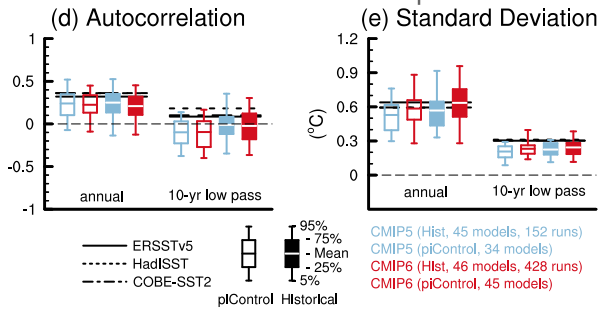 (d) Autocorrelation
(e) Standard Deviation
1
0.5
0
-0.5
-1
annual
10-yr low pass
1.2
0.9
0.6
0.3
0
(°C)
annual
10-yr low pass
ERSSTv5
HadISST
COBE-SST2
95%
75%
Mean
25%
5%
piControl
Historical
CMIP5 (Hist, 45 models, 152 runs)
CMIP5 (piControl, 34 models)
CMIP6 (Hist, 46 models, 428 runs)
CMIP6 (piControl, 45 models)